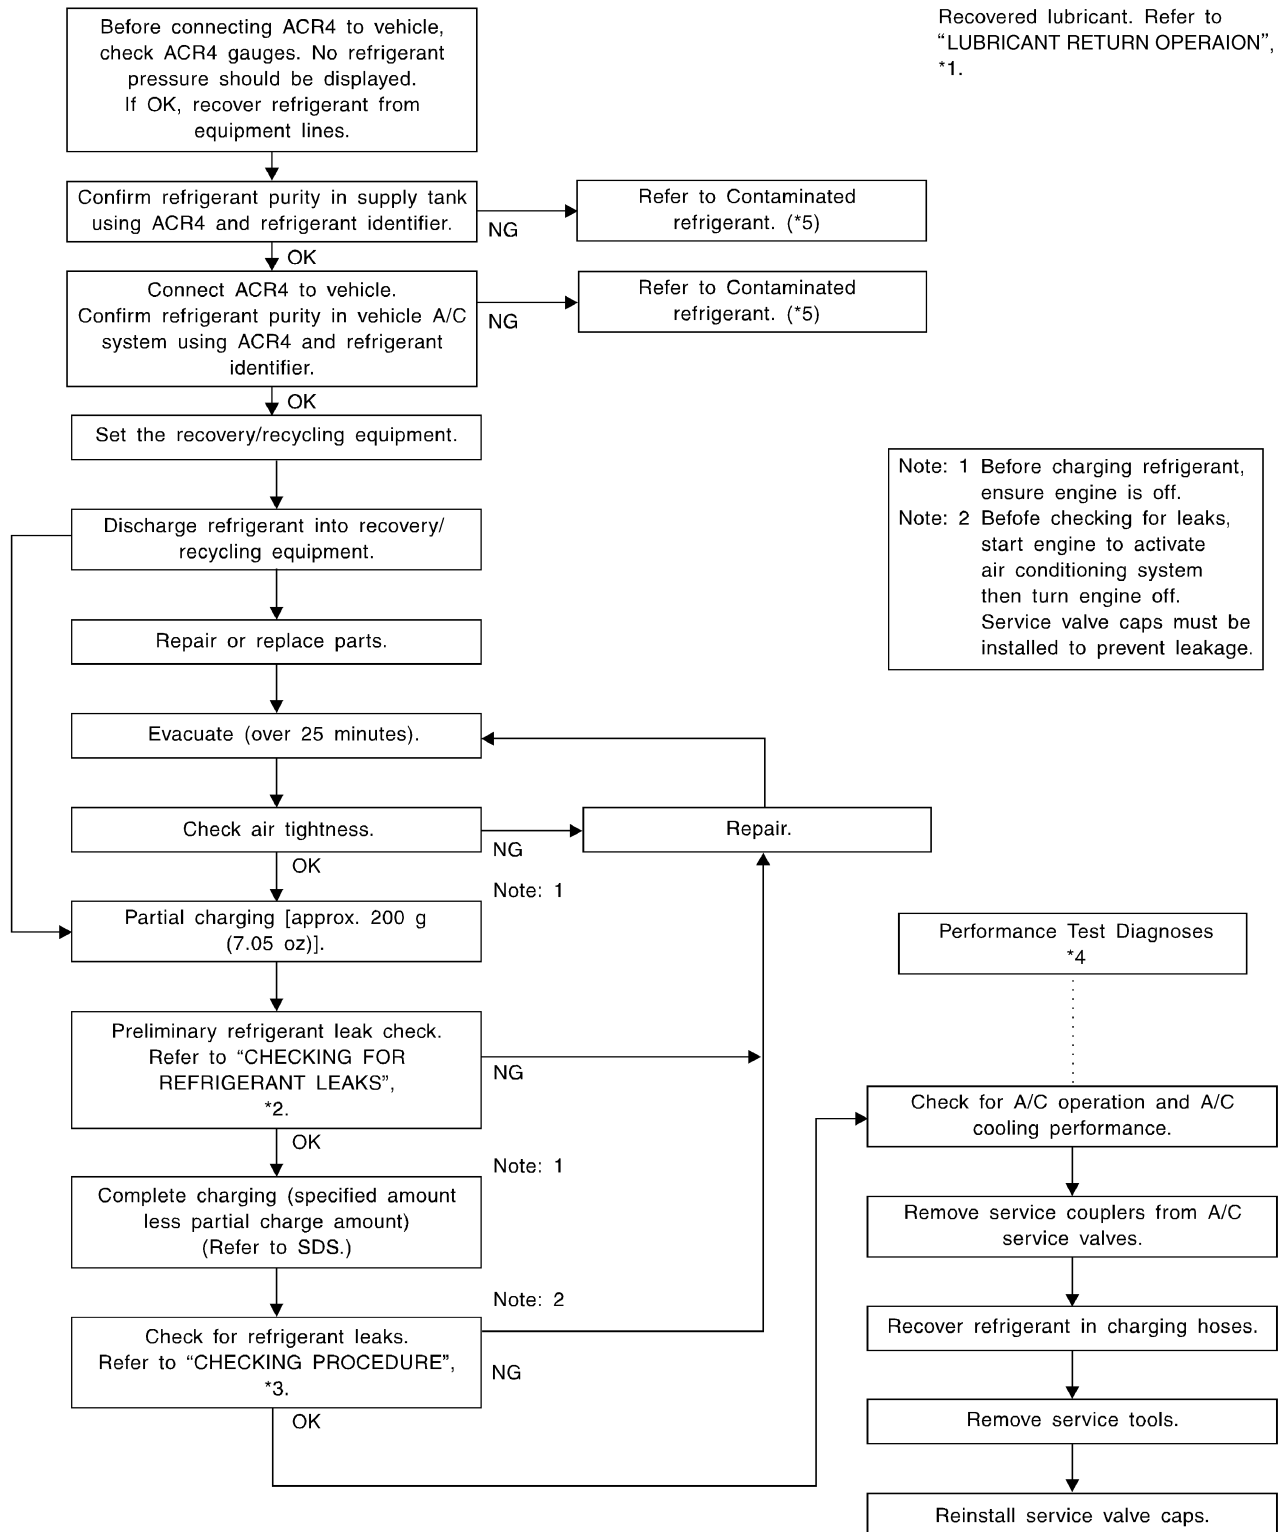 Before connecting ACR4 to vehicle,
check ACR4 gauges. No refrigerant
pressure should be displayed.
If OK, recover refrigerant from
equipment lines.
Recovered lubricant. Refer to
“LUBRICANT RETURN OPERAION”,
*1.
Confirm refrigerant purity in supply tank
using ACR4 and refrigerant identifier.
NG
Refer to Contaminated
refrigerant. (*5)
OK
Connect ACR4 to vehicle.
Confirm refrigerant purity in vehicle A/C
system using ACR4 and refrigerant
identifier.
NG
Refer to Contaminated
refrigerant. (*5)
OK
Set the recovery/recycling equipment.
Note: 1 Before charging refrigerant,
ensure engine is off.
Note: 2 Befofe checking for leaks,
start engine to activate
air conditioning system
then turn engine off.
Service valve caps must be
installed to prevent leakage.
Discharge refrigerant into recovery/
recycling equipment.
Repair or replace parts.
Evacuate (over 25 minutes).
Check air tightness.
NG
Repair.
OK
Note: 1
Partial charging [approx. 200 g
(7.05 oz)].
Preliminary refrigerant leak check.
Refer to “CHECKING FOR
REFRIGERANT LEAKS”,
*2.
NG
OK
Note: 1
Complete charging (specified amount
less partial charge amount)
(Refer to SDS.)
Note: 2
Check for refrigerant leaks.
Refer to “CHECKING PROCEDURE”,
*3.
NG
OK
Performance Test Diagnoses
*4
Check for A/C operation and A/C
cooling performance.
Remove service couplers from A/C
service valves.
Recover refrigerant in charging hoses.
Remove service tools.
Reinstall service valve caps.